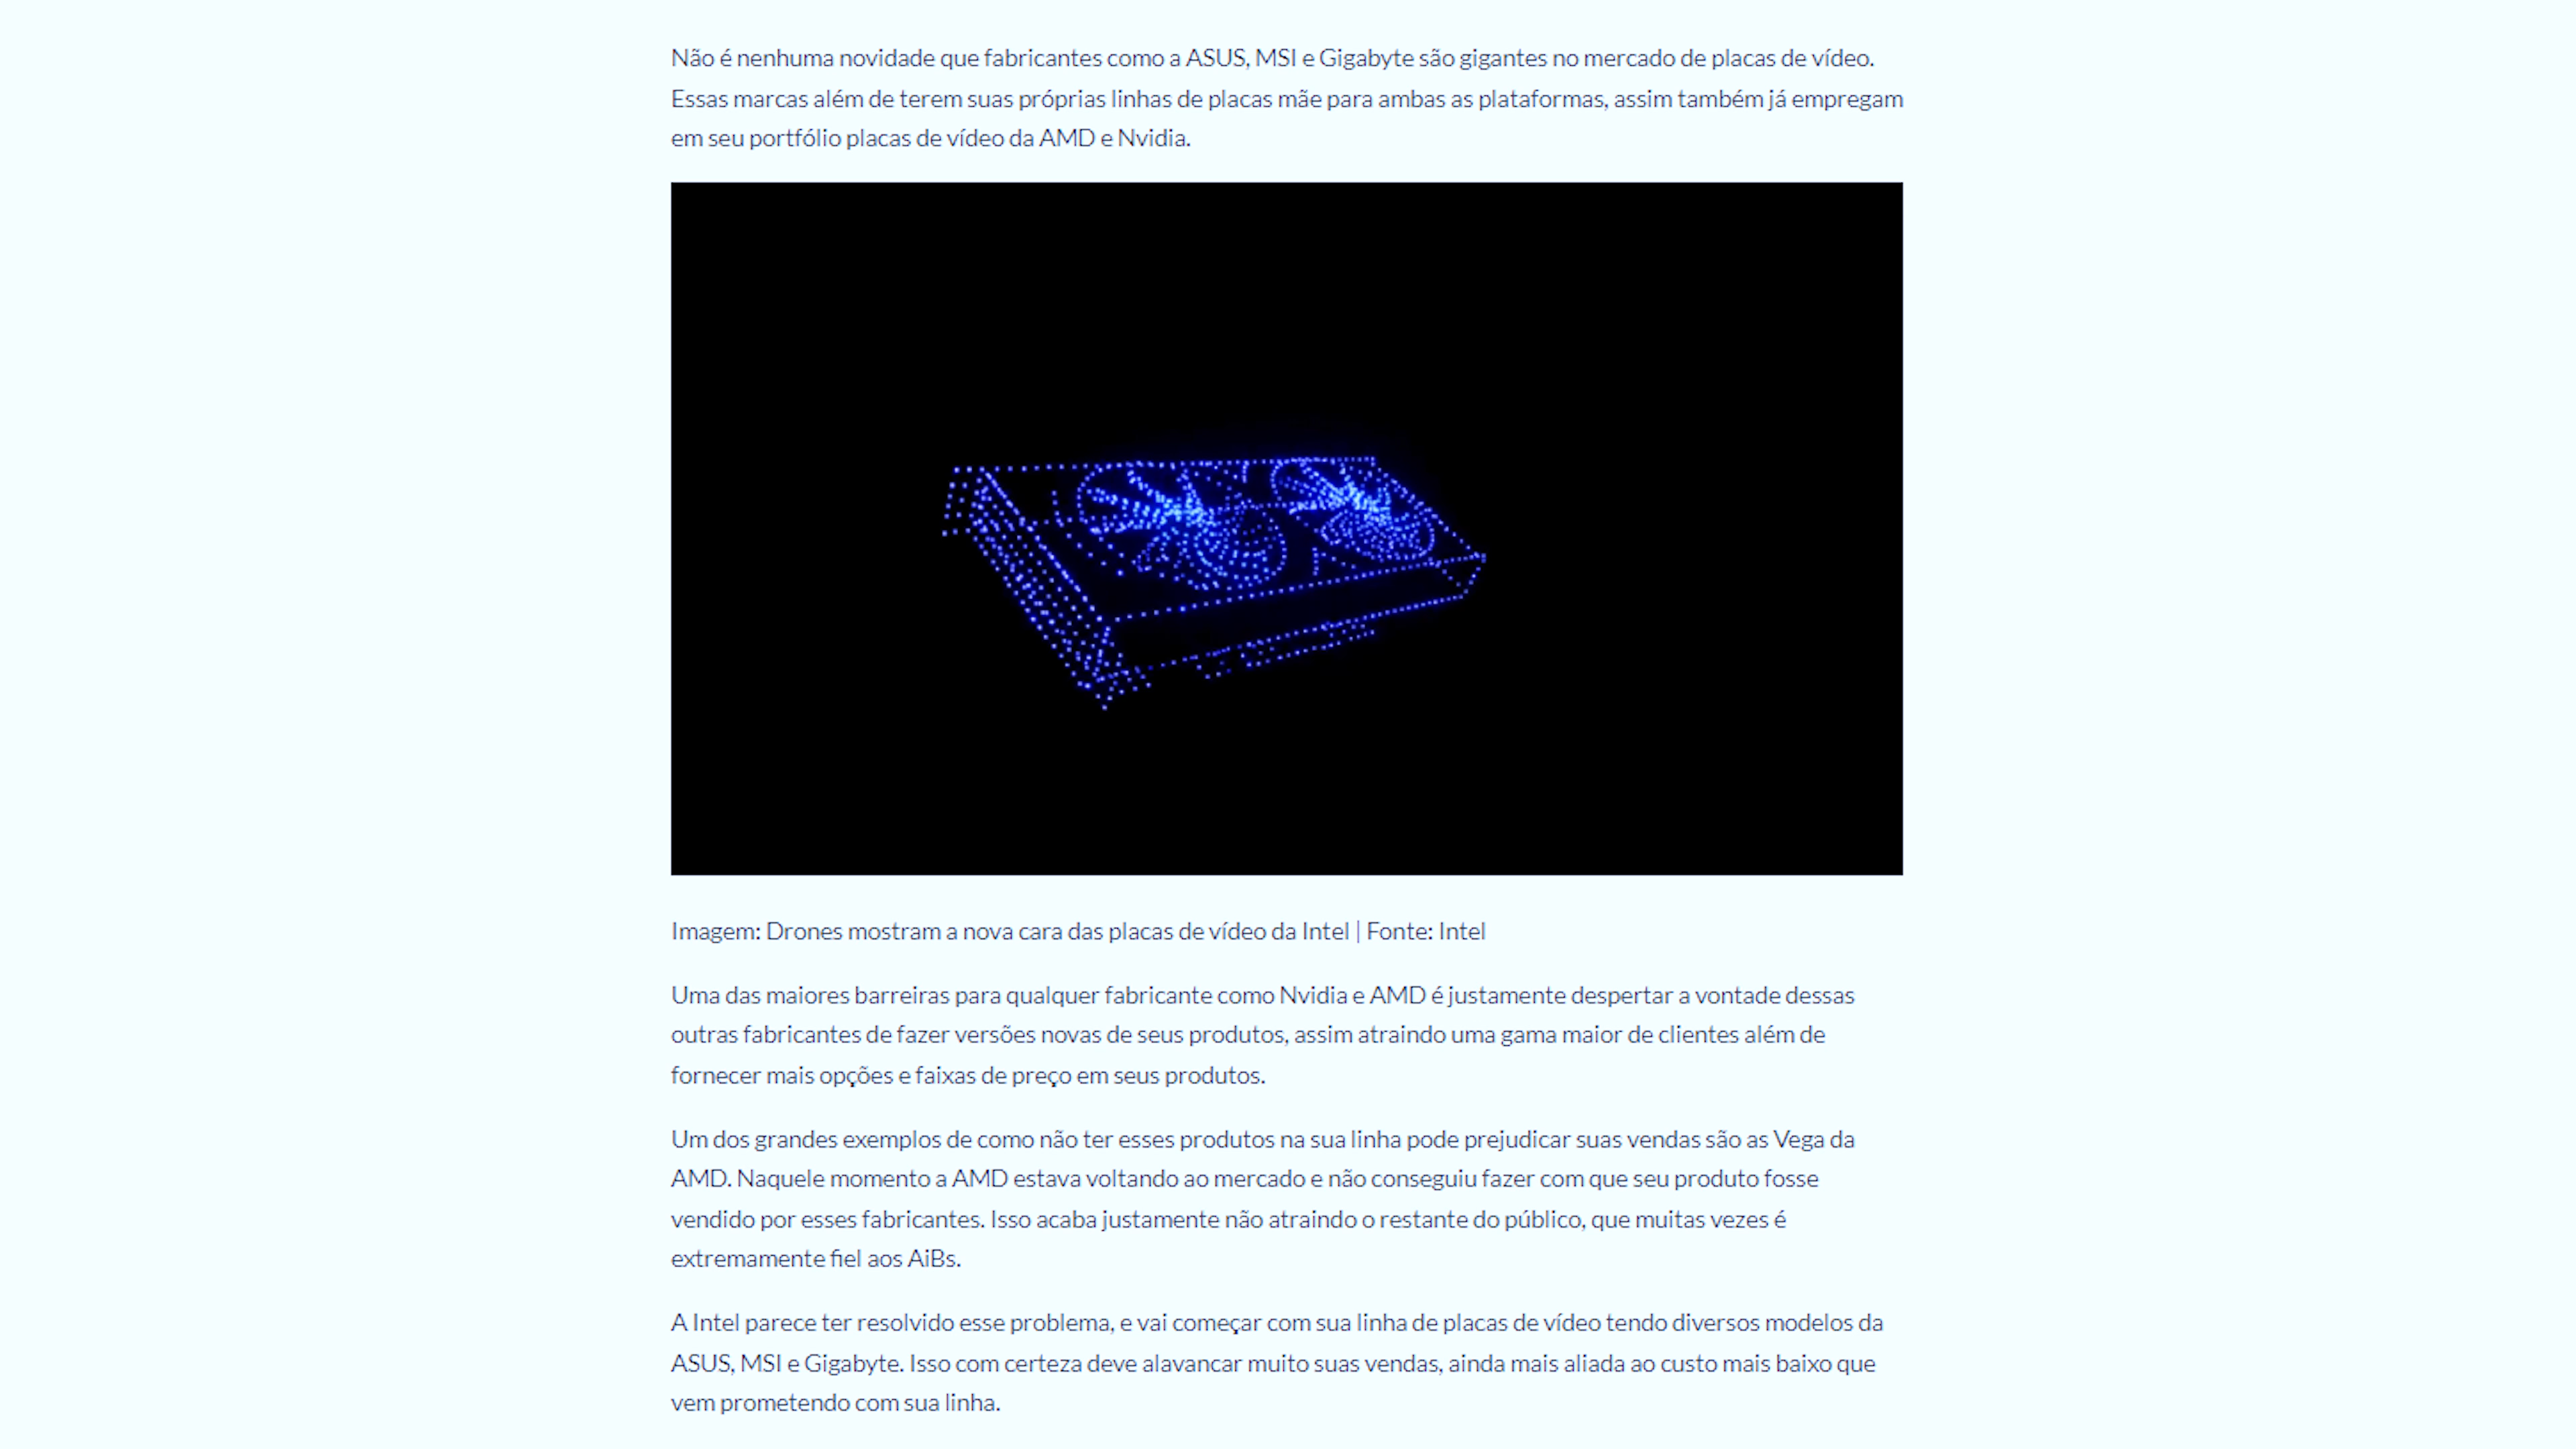 Não é nenhuma novidade que fabricantes como a ASUS, MSI e Gigabyte são gigantes no mercado de placas de vídeo.
Essas marcas além de terem suas próprias linhas de placas mãe para ambas as plataformas, assim também já empregam
em seu portfólio placas de vídeo da AMD e Nvidia.
Imagem: Drones mostram a nova cara das placas de vídeo da Intel | Fonte: Intel
Uma das maiores barreiras para qualquer fabricante como Nvidia e AMD é justamente despertar a vontade dessas
outras fabricantes de fazer versões novas de seus produtos, assim atraindo uma gama maior de clientes além de
fornecer mais opções e faixas de preço em seus produtos.
Um dos grandes exemplos de como não ter esses produtos na sua linha pode prejudicar suas vendas são as Vega da
AMD. Naquele momento a AMD estava voltando ao mercado e não conseguiu fazer com que seu produto fosse
vendido por esses fabricantes. Isso acaba justamente não atraindo o restante do público, que muitas vezes é
extremamente fiel aos AiBs.
A Intel parece ter resolvido esse problema, e vai começar com sua linha de placas de vídeo tendo diversos modelos da
ASUS, MSI e Gigabyte. Isso com certeza deve alavancar muito suas vendas, ainda mais aliada ao custo mais baixo que
vem prometendo com sua linha.